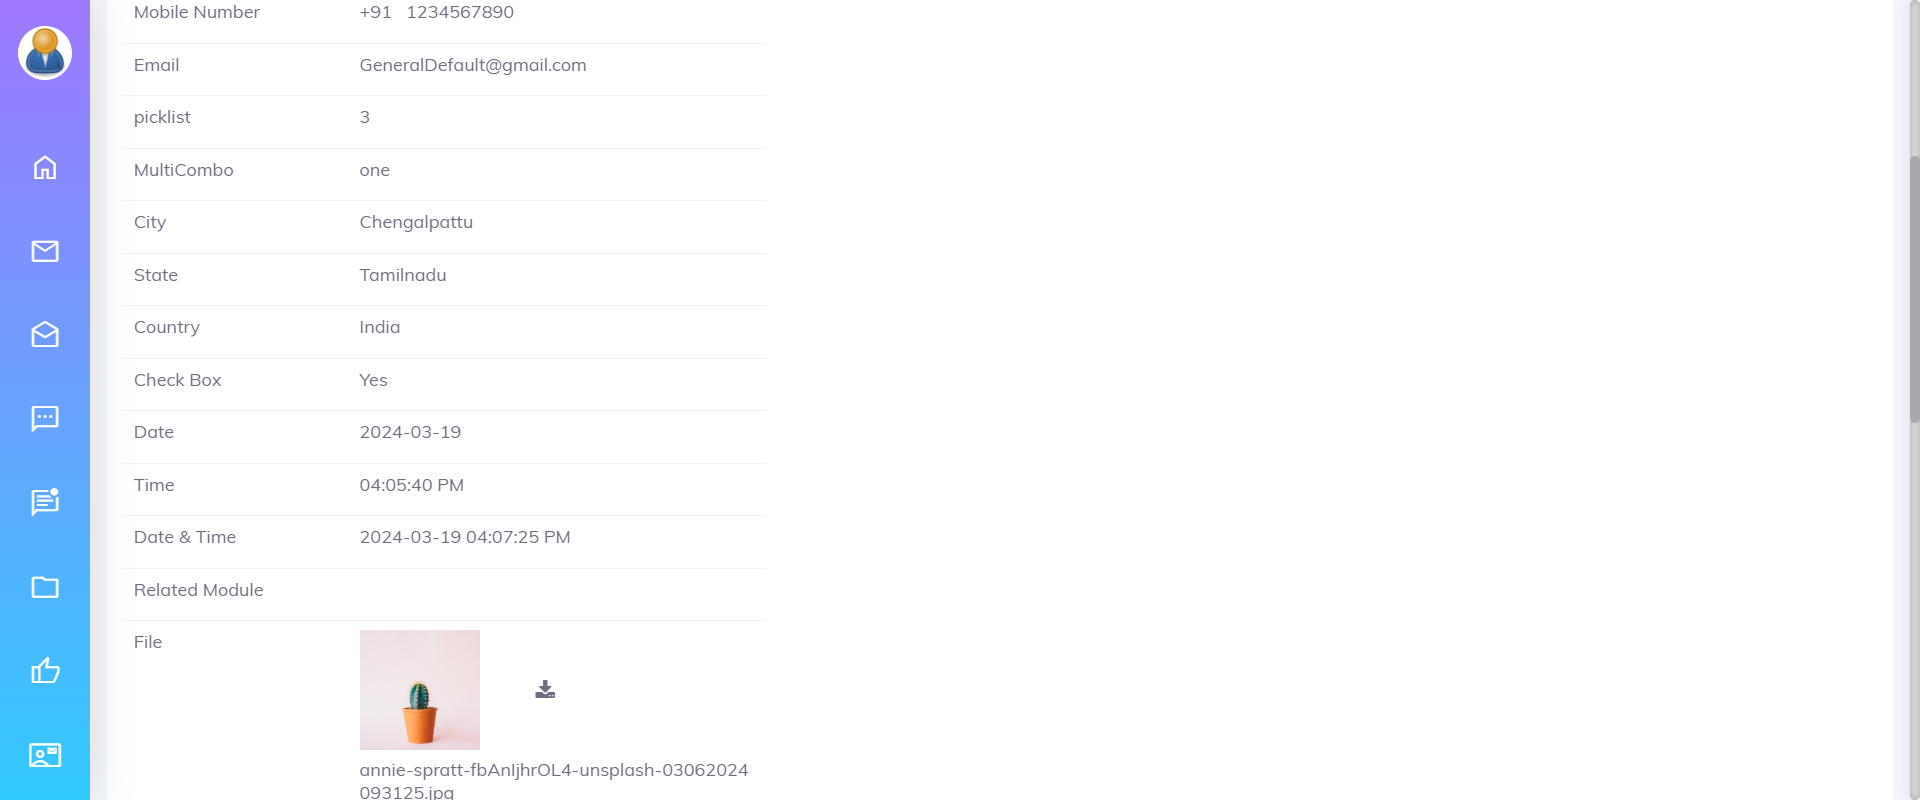 Mobile Number +91 1234567890
Email GeneralDefault@gmail.com
picklist 3
MultiCombo one
City Chengalpattu
State Tamilnadu
Country India
Check Box Yes
Date 2024-03-19
Time 04:05:40 PM
Date & Time 2024-03-19 04:07:25 PM
Related Module
File
annie-spratt-fbAnIjhrOL4-unsplash-03062024
093125.jpg